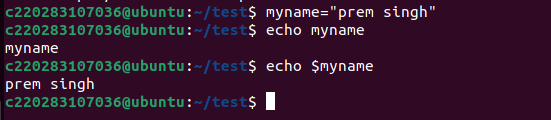 c220283107036@ubuntu:~/test$ myname="prem singh"
c220283107036@ubuntu:~/test$ echo myname
myname
c220283107036@ubuntu:~/test$ echo $myname
prem singh
c220283107036@ubuntu:~/test$